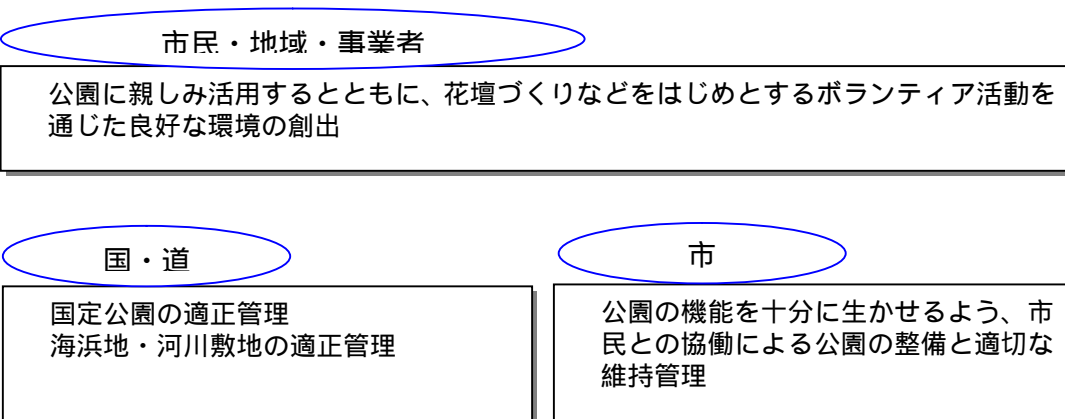 市民・地域・事業者
公園に親しみ活用するとともに、花壇づくりなどをはじめとするボランティア活動を
通じた良好な環境の創出
国・道
国定公園の適正管理
海浜地・河川敷地の適正管理
市
公園の機能を十分に生かせるよう、市
民との協働による公園の整備と適切な
維持管理